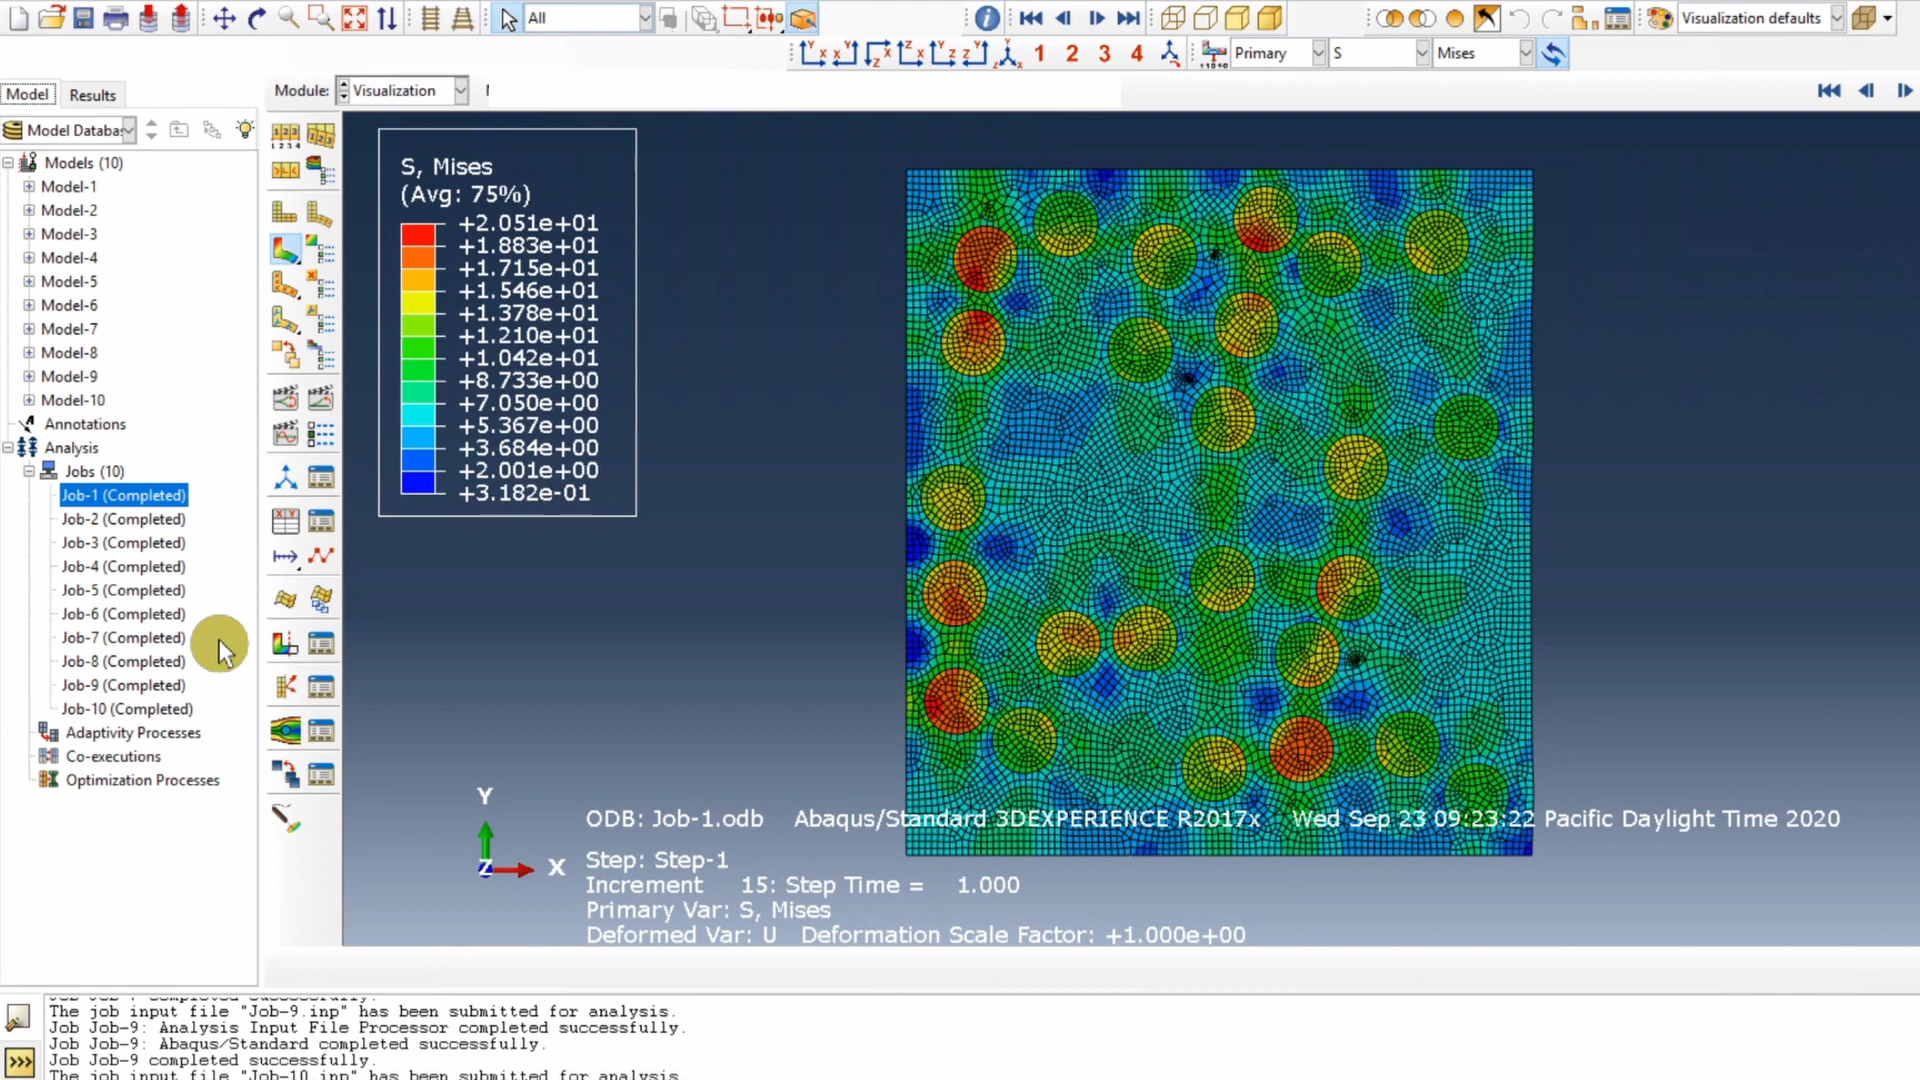 All
Visualization defaults
1 2 3 4
Primary
S
Mises
Model
Results
Module:
Visualization
Model Databas
Models (10)
Model-1
Model-2
Model-3
Model-4
Model-5
Model-6
Model-7
Model-8
Model-9
Model-10
Annotations
Analysis
Jobs (10)
Job-1 (Completed)
Job-2 (Completed)
Job-3 (Completed)
Job-4 (Completed)
Job-5 (Completed)
Job-6 (Completed)
Job-7 (Completed)
Job-8 (Completed)
Job-9 (Completed)
Job-10 (Completed)
Adaptivity Processes
Co-executions
Optimization Processes
S, Mises
(Avg: 75%)
+2.051e+01
+1.883e+01
+1.715e+01
+1.546e+01
+1.378e+01
+1.210e+01
+1.042e+01
+8.733e+00
+7.050e+00
+5.367e+00
+3.684e+00
+2.001e+00
+3.182e-01
Y
Z
X
ODB: Job-1.odb Abaqus/Standard 3DEXPERIENCE R2017x Wed Sep 23 09:23:22 Pacific Daylight Time 2020
Step: Step-1
Increment 15: Step Time = 1.000
Primary Var: S, Mises
Deformed Var: U Deformation Scale Factor: +1.000e+00
The job input file "Job-9.inp" has been submitted for analysis.
Job Job-9: Analysis Input File Processor completed successfully.
Job Job-9: Abaqus/Standard completed successfully.
Job Job-9 completed successfully.
The job input file "Job-10.inp" has been submitted for analysis